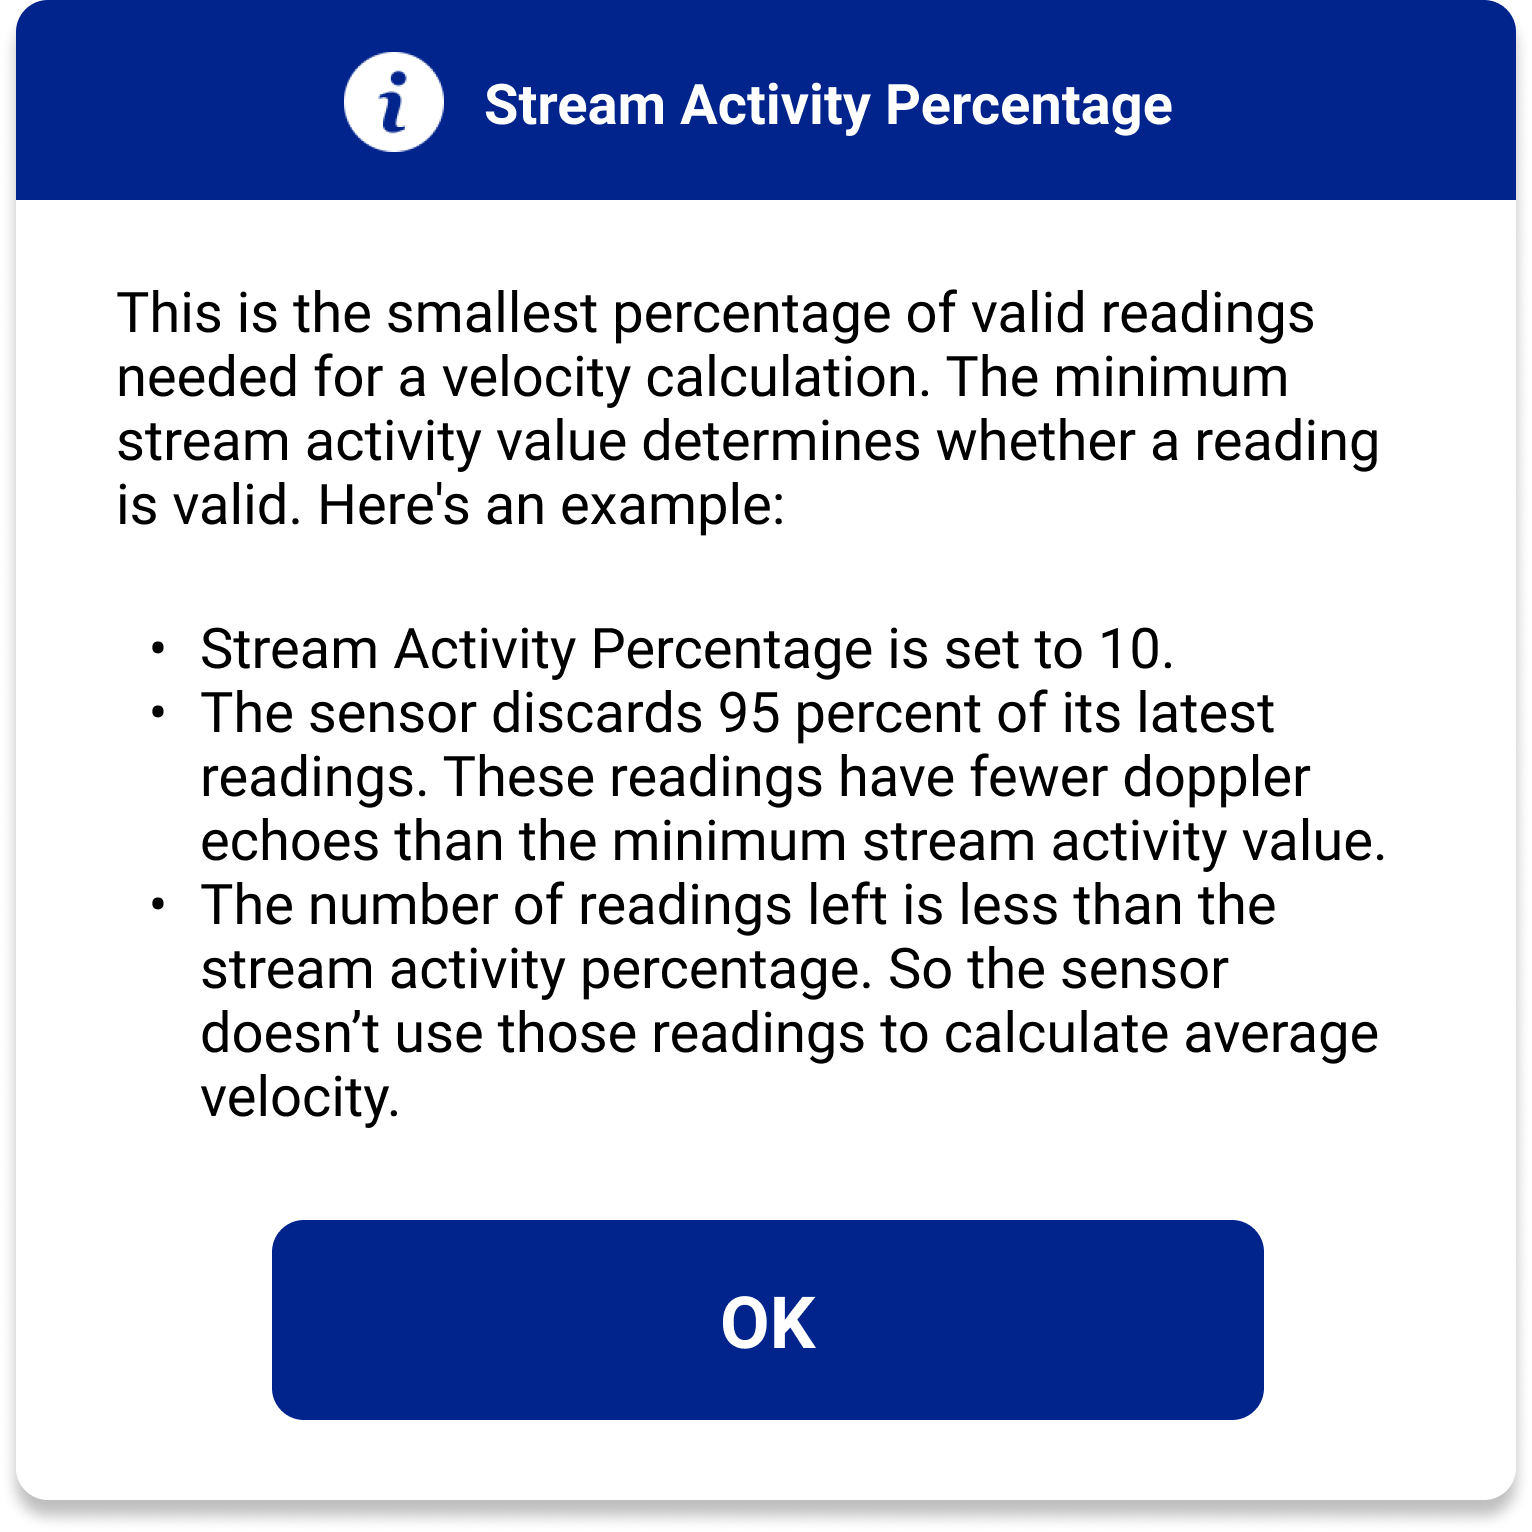 i Stream Activity Percentage
This is the smallest percentage of valid readings
needed for a velocity calculation. The minimum
stream activity value determines whether a reading
is valid. Here's an example:
• Stream Activity Percentage is set to 10.
• The sensor discards 95 percent of its latest
readings. These readings have fewer doppler
echoes than the minimum stream activity value.
• The number of readings left is less than the
stream activity percentage. So the sensor
doesn’t use those readings to calculate average
velocity.
OK